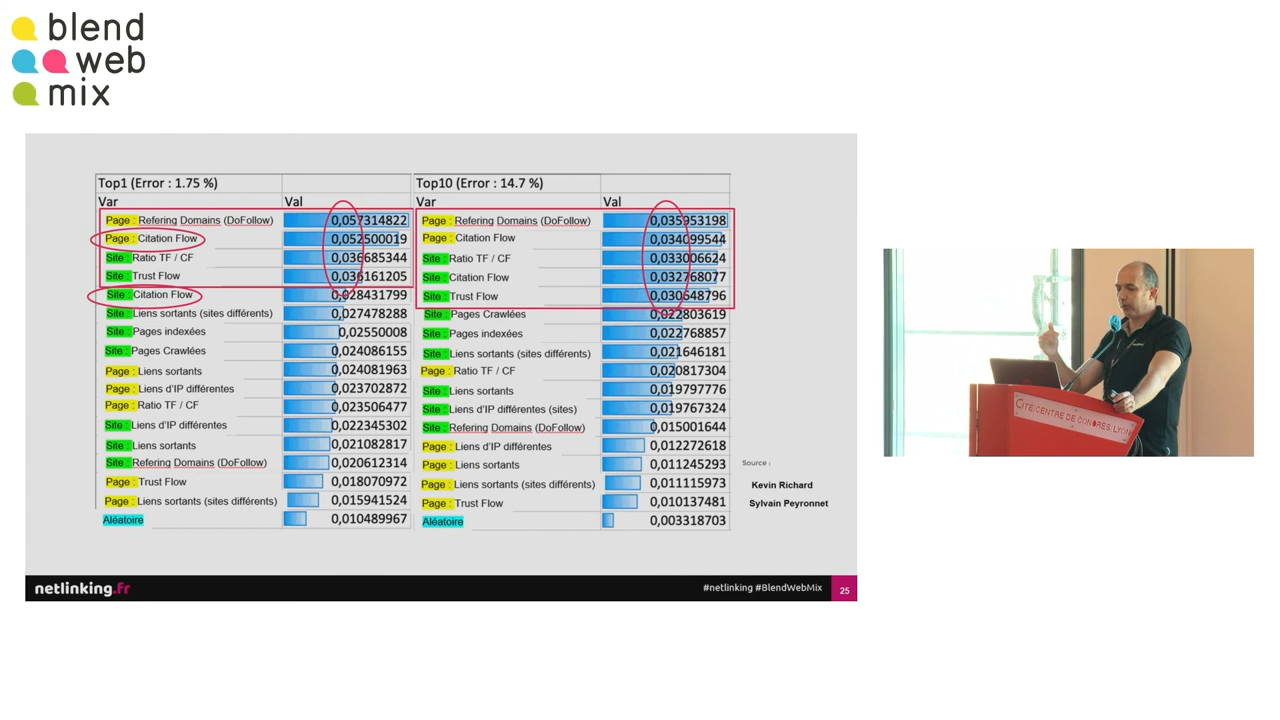 blend
web
mix
Top1 (Error : 1.75 %)
Var Val
Page : Refering Domains (DoFollow) 0,057314822
Page : Citation Flow 0,052500019
Site : Ratio TF / CF 0,036685344
Site : Trust Flow 0,036161205
Site : Citation Flow 0,028431799
Site : Liens sortants (sites différents) 0,027478288
Site : Pages indexées 0,02550008
Site : Pages Crawlées 0,024086155
Page : Liens sortants 0,024081963
Page : Liens d'IP différentes 0,023702872
Page : Ratio TF / CF 0,023506477
Site : Liens d'IP différentes 0,022345302
Site : Liens sortants 0,021082817
Site : Refering Domains (DoFollow) 0,020612314
Page : Trust Flow 0,018070972
Page : Liens sortants (sites différents) 0,015941524
Aléatoire 0,010489967
Top10 (Error : 14.7 %)
Var Val
Page : Refering Domains (DoFollow) 0,035953198
Page : Citation Flow 0,034099544
Site : Ratio TF / CF 0,033006624
Site : Citation Flow 0,032768077
Site : Trust Flow 0,030648796
Site : Pages Crawlées 0,022803619
Site : Pages indexées 0,022768857
Site : Liens sortants (sites différents) 0,021646181
Page : Ratio TF / CF 0,020817304
Site : Liens sortants 0,019797776
Site : Liens d'IP différentes (sites) 0,019767324
Site : Refering Domains (DoFollow) 0,015001644
Page : Liens d'IP différentes 0,012272618
Page : Liens sortants 0,011245293
Page : Liens sortants (sites différents) 0,011115973
Page : Trust Flow 0,010137481
Aléatoire 0,003318703
Source :
Kevin Richard
Sylvain Peyronnet
netlinking.fr
#netlinking #BlendWebMix
25
CITÉ CENTRE DE CONGRÈS LYON